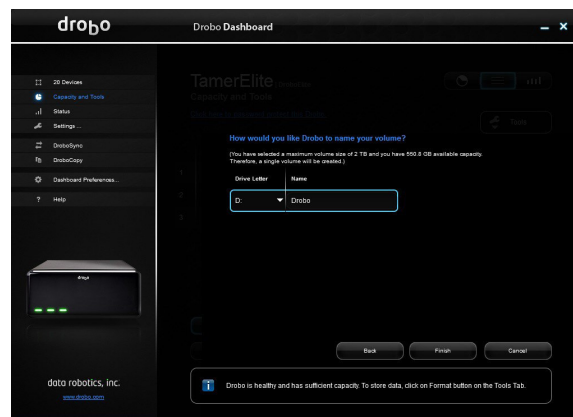 drobo
Drobo Dashboard
20 Devices
Capacity and Tools
Status
Settings ...
DroboSync
DroboCopy
Dashboard Preferences...
Help
TamerElite
Capacity and Tools
Tools
How would you like Drobo to name your volume?
(You have selected a maximum volume size of 2 TB and you have 550.8 GB available capacity.
Therefore, a single volume will be created.)
Drive Letter Name
D: Drobo
1
2
3
drobo
Back Finish Cancel
data robotics, inc.
www.drobo.com
Drobo is healthy and has sufficient capacity. To store data, click on Format button on the Tools Tab.